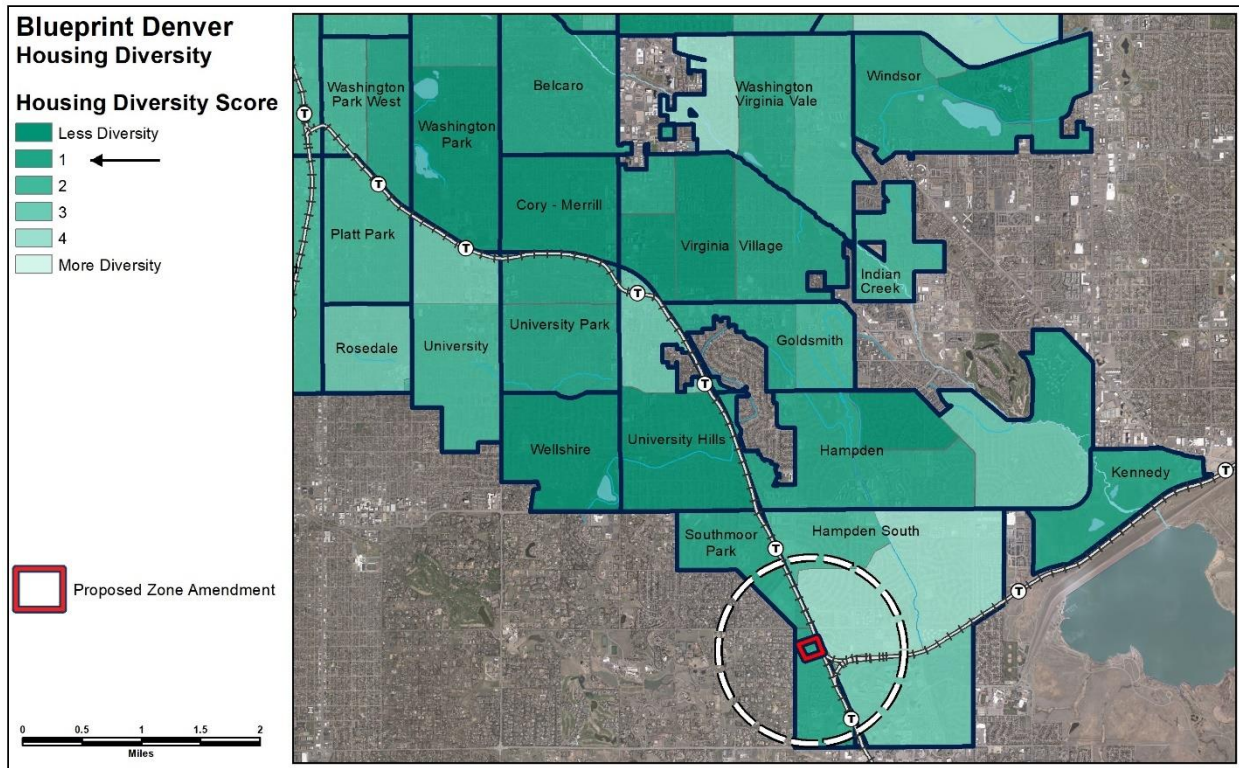 Blueprint Denver
Housing Diversity
Housing Diversity Score
Less Diversity
1
2
3
4
More Diversity
Proposed Zone Amendment
0 0.5 1 1.5 2
Miles
Washington
Park West
Belcaro
Washington
Virginia Vale
Windsor
Washington
Park
Cory - Merrill
Platt Park
Virginia Village
Indian
Creek
University Park
Goldsmith
Rosedale
University
Wellshire
University Hills
Hampden
Kennedy
Southmoor
Park
Hampden South
T
T
T
T
T
T
T
T
T